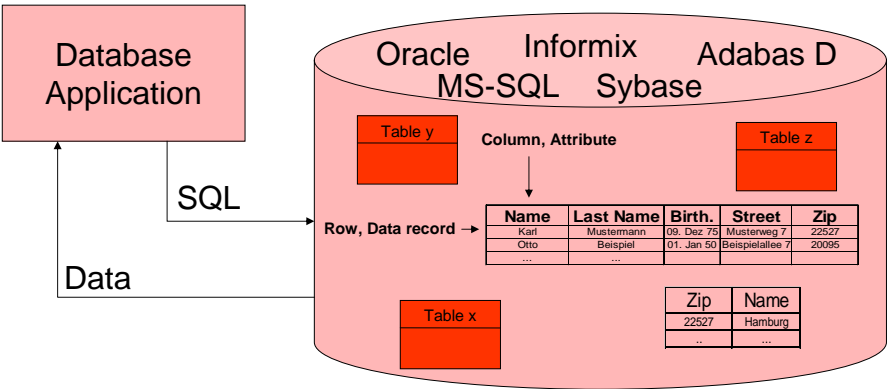 Database
Application
Oracle Informix Adabas D
MS-SQL Sybase
Table y
Column, Attribute
Table z
SQL
Row, Data record
Name Last Name Birth. Street Zip
Karl Mustermann 09. Dez 75 Musterweg 7 22527
Otto Beispiel 01. Jan 50 Beispielallee 7 20095
... ...
Data
Table x
Zip Name
22527 Hamburg
.. ...